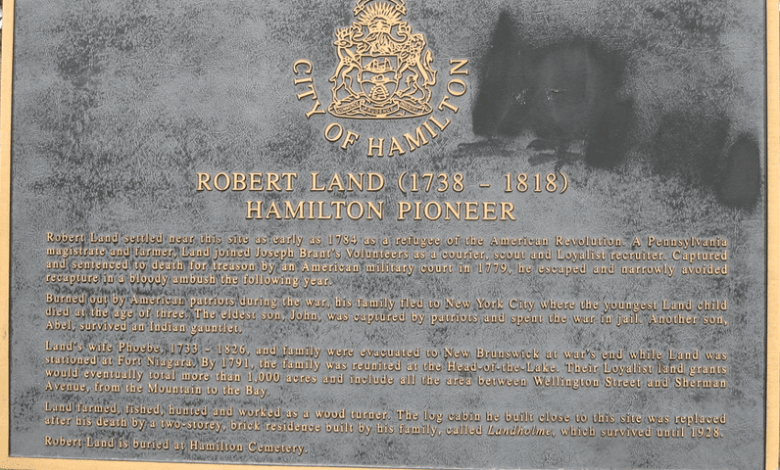 CITY OF HAMILTON
ROBERT LAND (1738 - 1818)
HAMILTON PIONEER
Robert Land settled near this site as early as 1784 as a refugee of the American Revolution. A Pennsylvania
magistrate and farmer, Land joined Joseph Brant's Volunteers as a courier, scout and Loyalist recruiter. Captured
and sentenced to death for treason by an American military court in 1779, he escaped and narrowly avoided
recapture in a bloody ambush the following year.
Burned out by American patriots during the war, his family fled to New York City where the youngest Land child
died at the age of three. The eldest son, John, was captured by patriots and spent the war in jail. Another son,
Abel, survived an Indian gauntlet.
Land's wife Phoebe, 1733 - 1826, and family were evacuated to New Brunswick at war's end while Land was
stationed at Fort Niagara. By 1791, the family was reunited at the Head-of-the-Lake. Their Loyalist land grants
would eventually total more than 1,000 acres and include all the area between Wellington Street and Sherman
Avenue, from the Mountain to the Bay.
Land farmed, fished, hunted and worked as a wood turner. The log cabin he built close to this site was replaced
after his death by a two-storey, brick residence built by his family, called Landholme, which survived until 1928.
Robert Land is buried at Hamilton Cemetery.